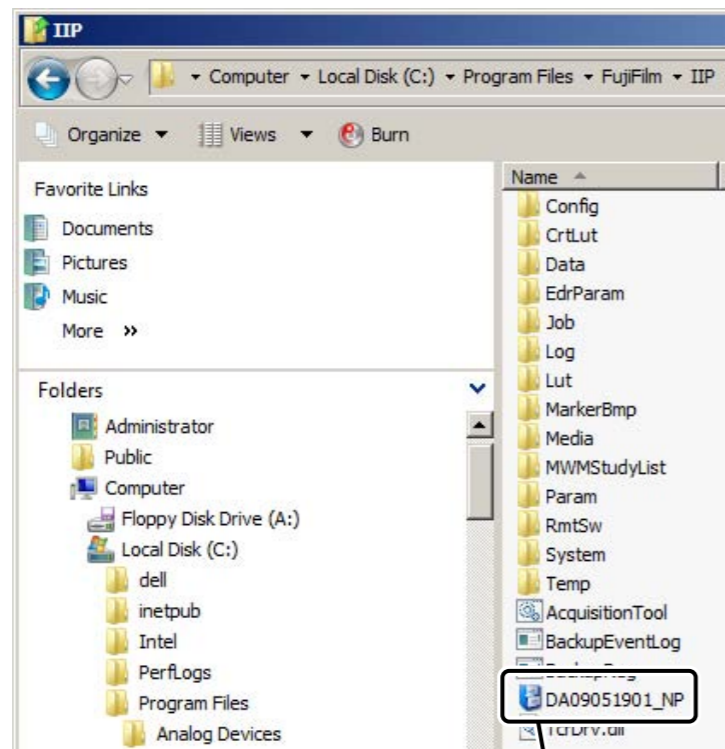 IIP
Computer Local Disk (C:) Program Files FujiFilm IIP
Organize Views Burn
Favorite Links
Documents
Pictures
Music
More »
Folders
Administrator
Public
Computer
Floppy Disk Drive (A:)
Local Disk (C:)
dell
inetpub
Intel
PerfLogs
Program Files
Analog Devices
Name
Config
CrtLut
Data
EdrParam
Job
Log
Lut
MarkerBmp
Media
MWMStudyList
Param
RmtSw
System
Temp
AcquisitionTool
BackupEventLog
DA09051901_NP